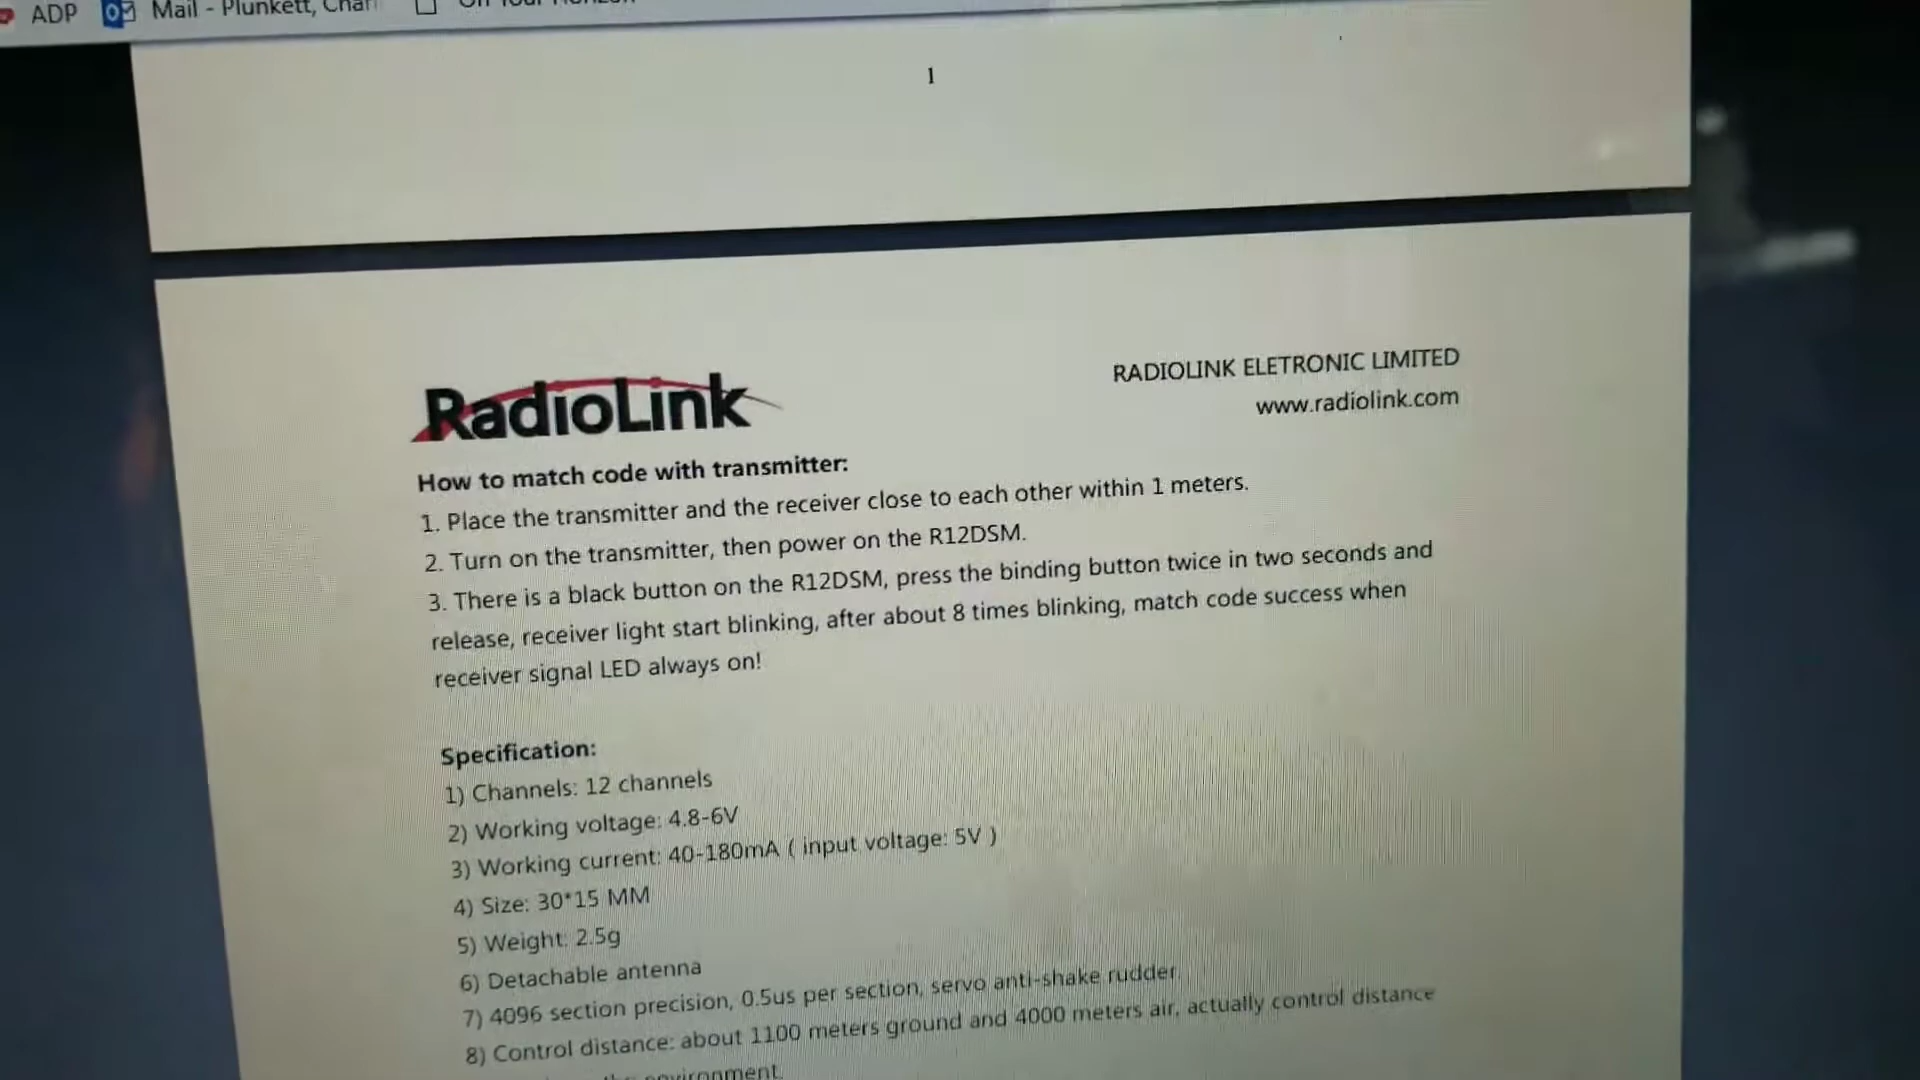 ADP Mail - Plunkett, Char
1
RadioLink
RADIOLINK ELETRONIC LIMITED
www.radiolink.com
How to match code with transmitter:
1. Place the transmitter and the receiver close to each other within 1 meters.
2. Turn on the transmitter, then power on the R12DSM.
3. There is a black button on the R12DSM, press the binding button twice in two seconds and
release, receiver light start blinking, after about 8 times blinking, match code success when
receiver signal LED always on!
Specification:
1) Channels: 12 channels
2) Working voltage: 4.8-6V
3) Working current: 40-180mA ( input voltage: 5V )
4) Size: 30*15 MM
5) Weight: 2.5g
6) Detachable antenna
7) 4096 section precision, 0.5us per section, servo anti-shake rudder.
8) Control distance: about 1100 meters ground and 4000 meters air, actually control distance
environment.